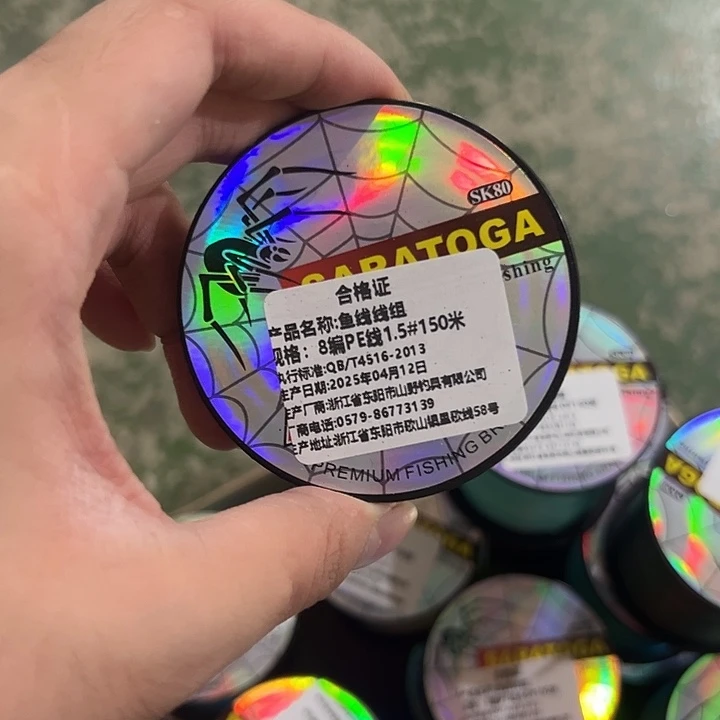 SK80
SARATOGA
shing
合格证
产品名称:鱼线线组
规格: 8编PE线1.5#150米
执行标准:QB/T4516-2013
生产日期:2025年04月12日
生产厂商:浙江省东阳市山野钓具有限公司
厂商电话:0579-86773139
生产地址:浙江省东阳市欧山镇里欧线58号
PREMIUM FISHING BR